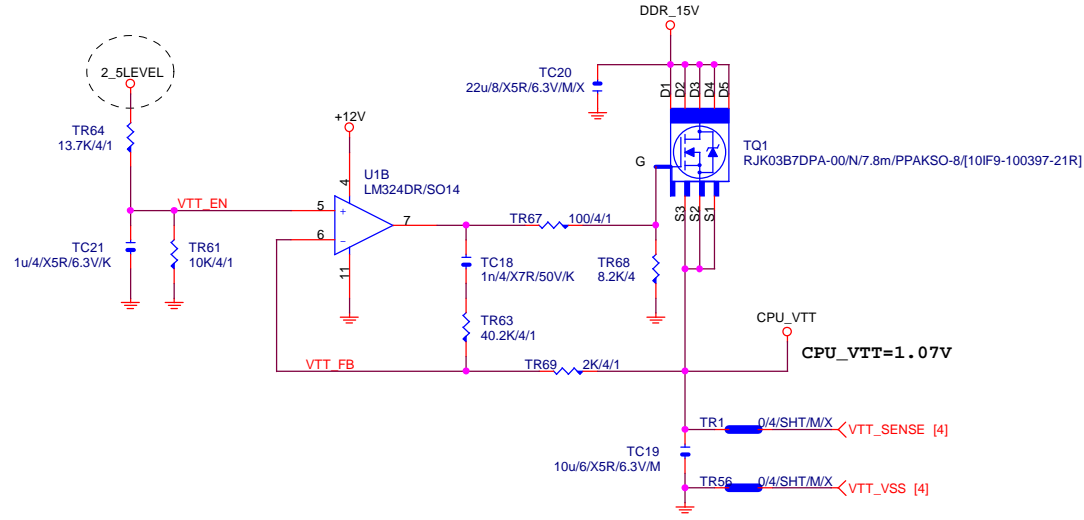 DDR_15V
2_5LEVEL
TC20
22u/8/X5R/6.3V/M/X
D1
D2
D3
D4
D5
TR64
13.7K/4/1
+12V
TQ1
RJK03B7DPA-00/N/7.8m/PPAKSO-8/[10IF9-100397-21R]
G
U1B
LM324DR/SO14
4
VTT_EN
5
+
7
6
−
11
TR67
100/4/1
S3
S2
S1
TC21
1u/4/X5R/6.3V/K
TR61
10K/4/1
TC18
1n/4/X7R/50V/K
TR68
8.2K/4
TR63
40.2K/4/1
CPU_VTT
CPU_VTT=1.07V
VTT_FB
TR69
2K/4/1
TR1
0/4/SHT/M/X
VTT_SENSE [4]
TC19
10u/6/X5R/6.3V/M
TR56
0/4/SHT/M/X
VTT_VSS [4]